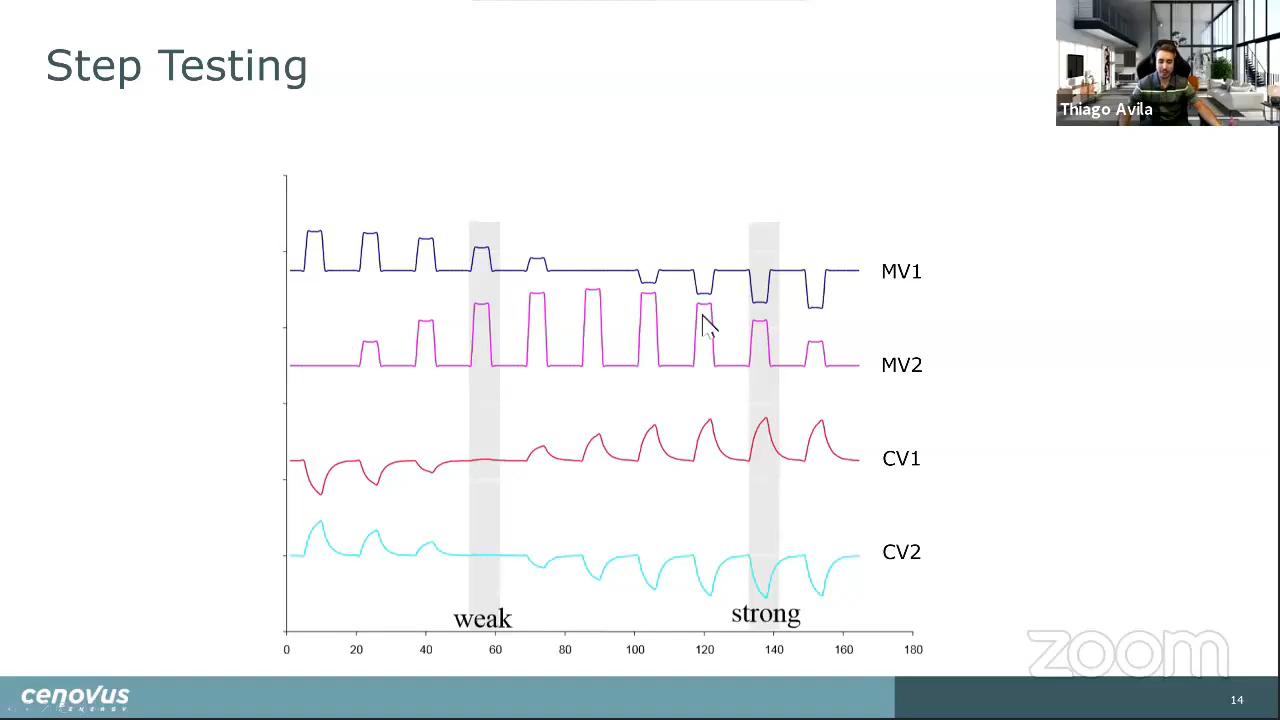 Step Testing
Thiago Avila
MV1
MV2
CV1
CV2
weak
strong
0 20 40 60 80 100 120 140 160 180
zoom
cenovus
ENERGY
14